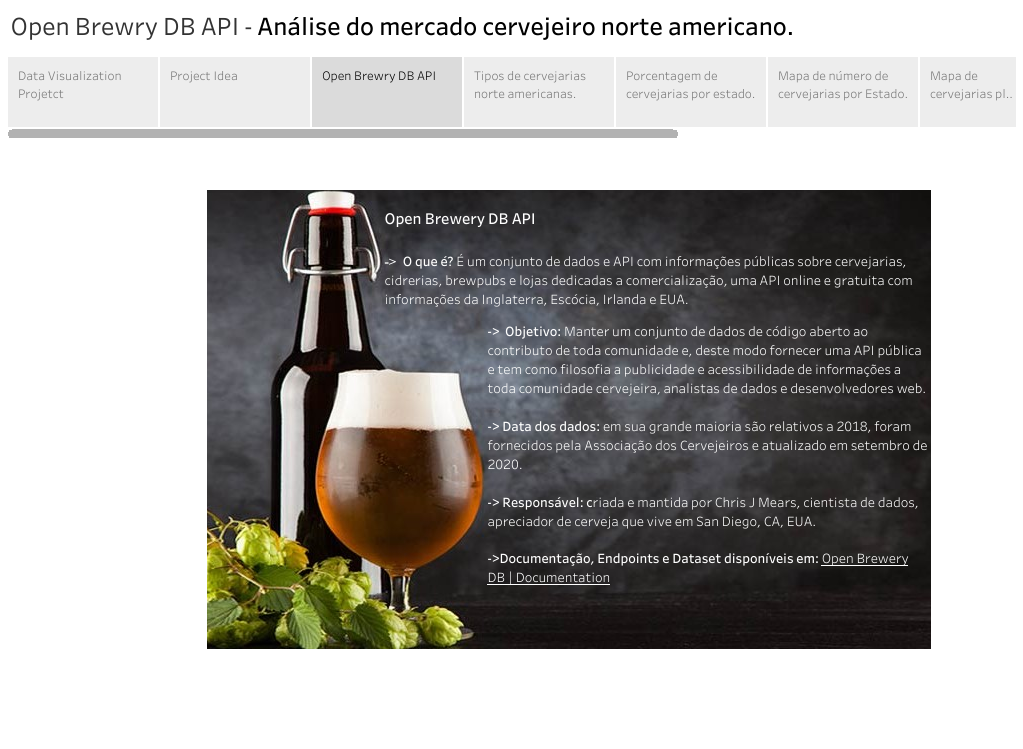 Open Brewry DB API - Análise do mercado cervejeiro norte americano.
Data Visualization
Projetct
Project Idea
Open Brewry DB API
Tipos de cervejarias
norte americanas.
Porcentagem de
cervejarias por estado.
Mapa de número de
cervejarias por Estado.
Mapa de
cervejarias pl..
Open Brewery DB API
-> O que é? É um conjunto de dados e API com informações públicas sobre cervejarias,
cidrerias, brewpubs e lojas dedicadas a comercialização, uma API online e gratuita com
informações da Inglaterra, Escócia, Irlanda e EUA.
-> Objetivo: Manter um conjunto de dados de código aberto ao
contributo de toda comunidade e, deste modo fornecer uma API pública
e tem como filosofia a publicidade e acessibilidade de informações a
toda comunidade cervejeira, analistas de dados e desenvolvedores web.
-> Data dos dados: em sua grande maioria são relativos a 2018, foram
fornecidos pela Associação dos Cervejeiros e atualizado em setembro de
2020.
-> Responsável: criada e mantida por Chris J Mears, cientista de dados,
apreciador de cerveja que vive em San Diego, CA, EUA.
->Documentação, Endpoints e Dataset disponíveis em: Open Brewery
DB | Documentation